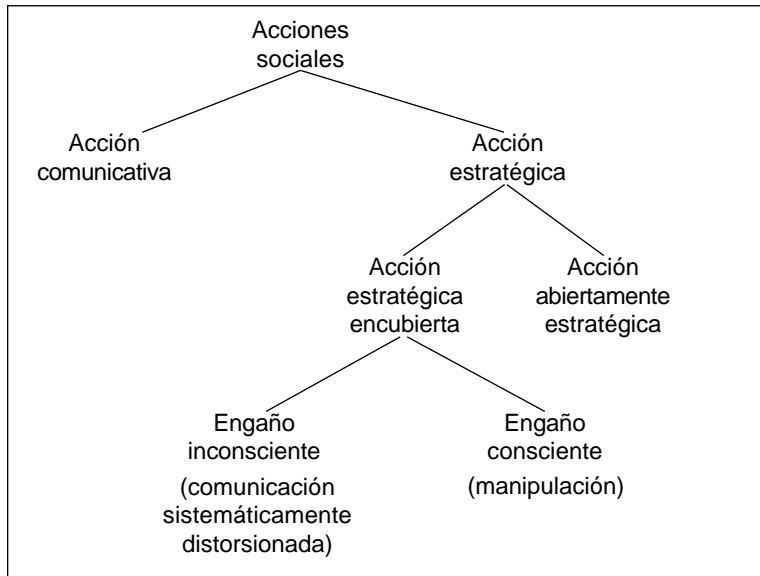 Acciones
sociales
Acción
comunicativa
Acción
estratégica
Acción
estratégica
encubierta
Acción
abiertamente
estratégica
Engaño
inconsciente
(comunicación
sistemáticamente
distorsionada)
Engaño
consciente
(manipulación)